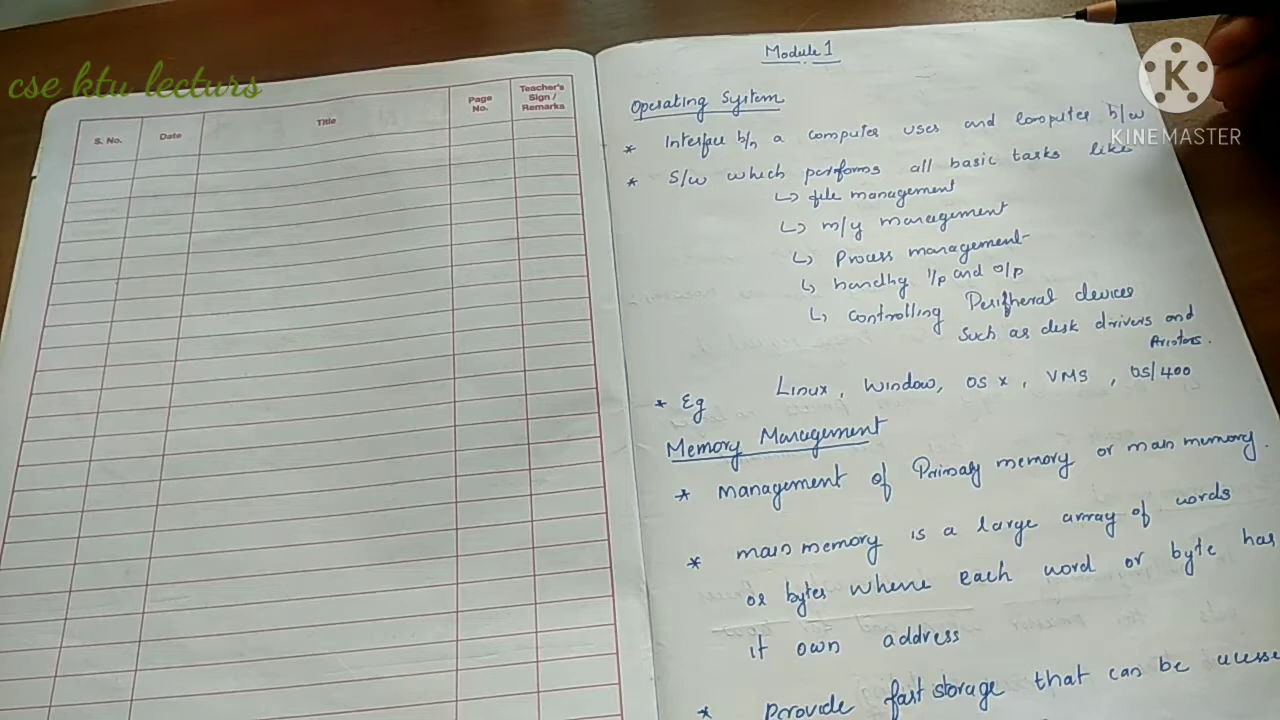 cse ktu lecturs
S. No.
Date
Title
Page No.
Teacher's Sign / Remarks
K
KINEMASTER
Module 1
Operating System
* Interface b/n a computer user and computer h/w
* S/w which performs all basic tasks like
↳ file management
↳ m/y management
↳ Process management
↳ handlng i/p and o/p
↳ controlling Peripheral devices
such as disk drivers and
Printers.
* Eg Linux, Window, OS x, VMS, OS/400
Memory Management
* Management of Primary memory or main memory.
* main memory is a large array of words
or bytes where each word or byte has
it own address
* Provide fast storage that can be